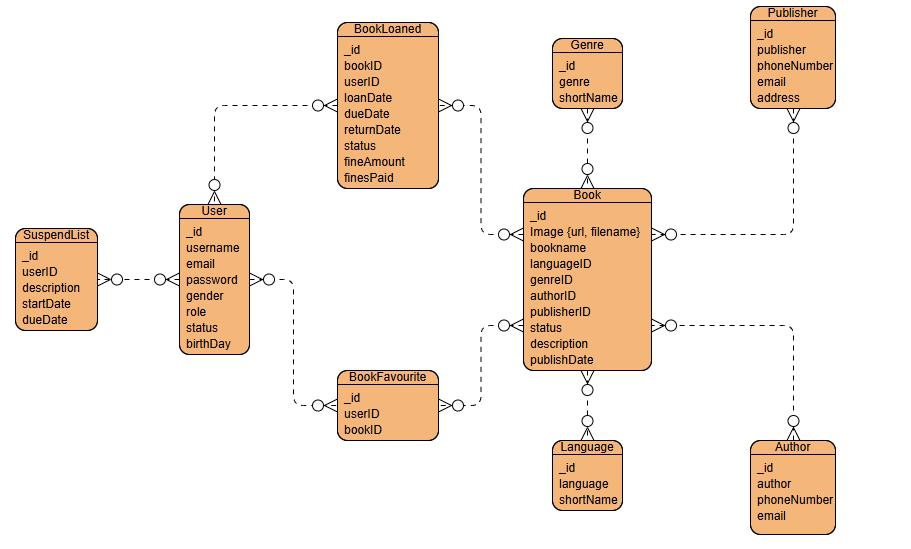 BookLoaned
_id
bookID
userID
loanDate
dueDate
returnDate
status
fineAmount
finesPaid
Genre
_id
genre
shortName
Publisher
_id
publisher
phoneNumber
email
address
SuspendList
_id
userID
description
startDate
dueDate
User
_id
username
email
password
gender
role
status
birthDay
Book
_id
Image {url, filename}
bookname
languageID
genreID
authorID
publisherID
status
description
publishDate
BookFavourite
_id
userID
bookID
Language
_id
language
shortName
Author
_id
author
phoneNumber
email